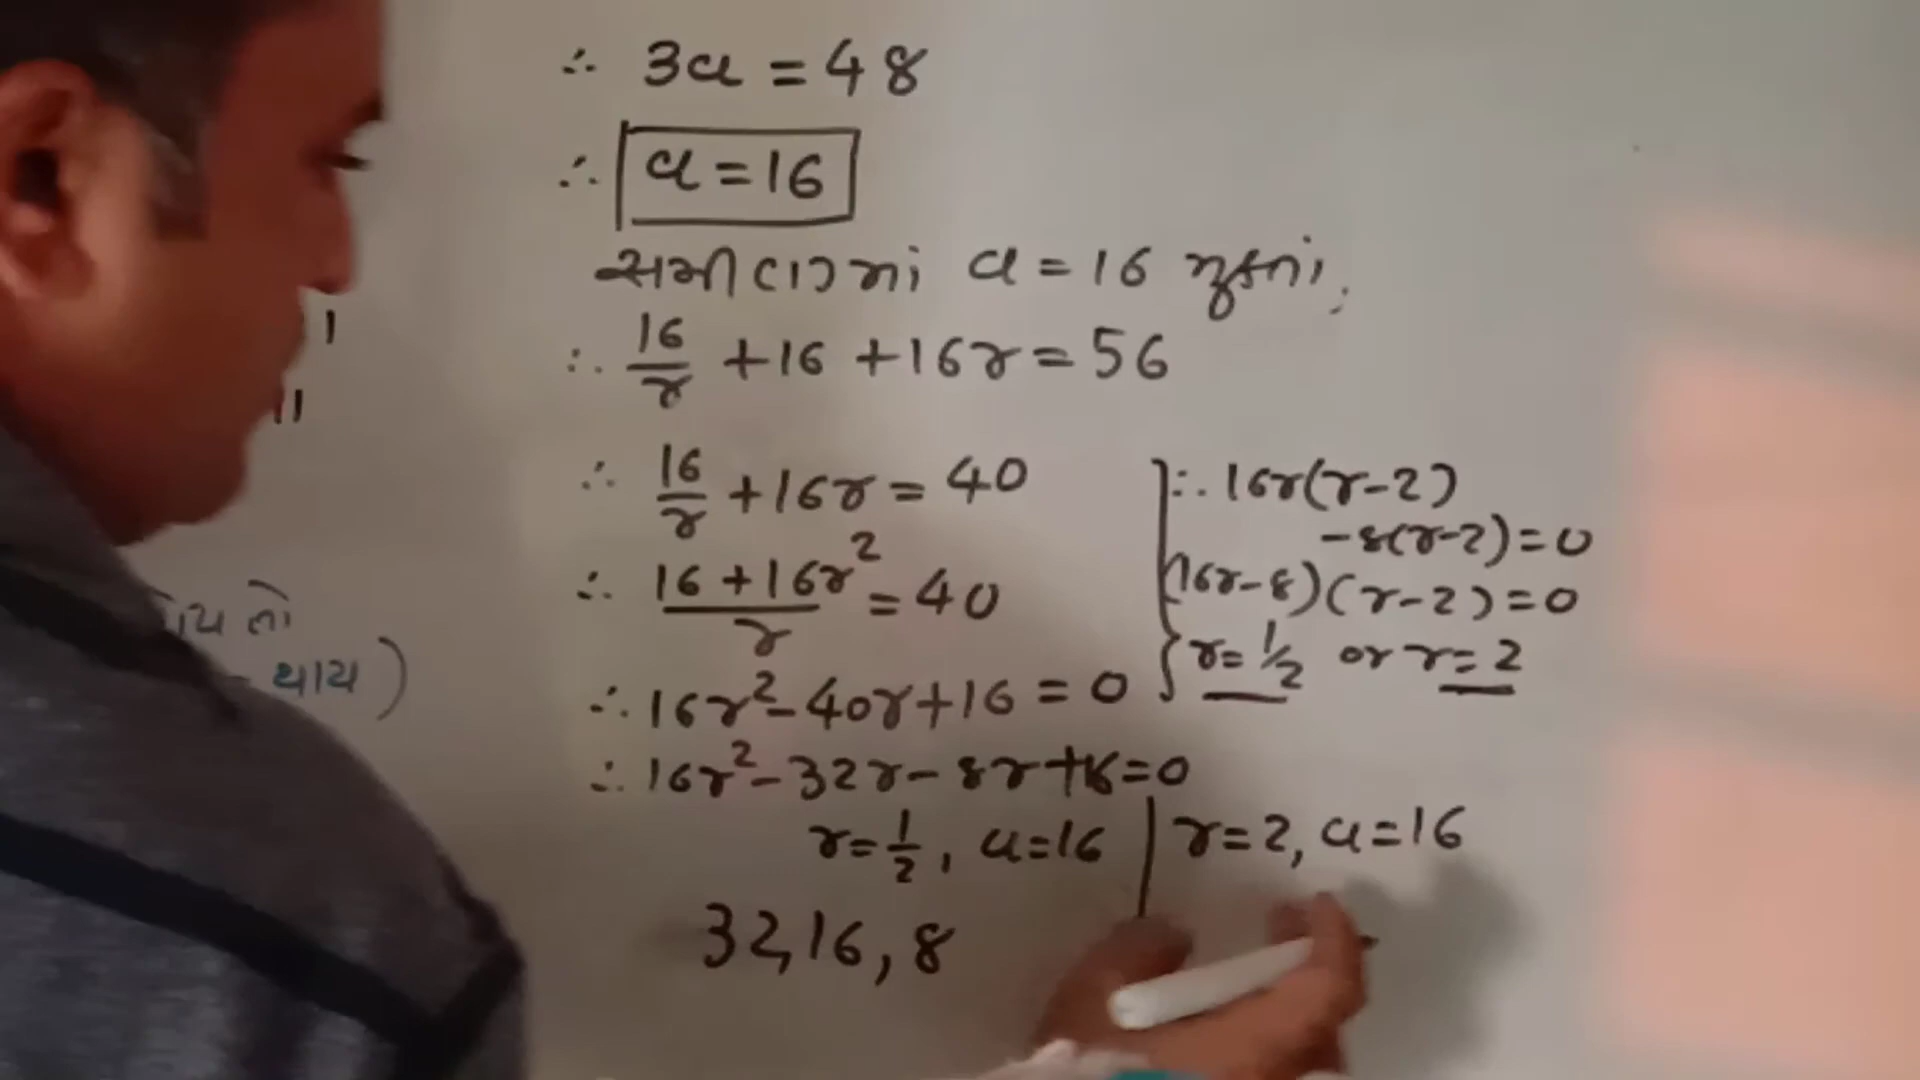 ∴ 3a = 48
∴ a = 16
સમી (1) માં a = 16 મુકતાં,
∴ 16/r + 16 + 16r = 56
∴ 16/r + 16r = 40
∴ (16 + 16r²)/r = 40
∴ 16r² - 40r + 16 = 0
∴ 16r² - 32r - 8r + 16 = 0
∴ 16r(r-2)
-8(r-2) = 0
(16r-8)(r-2) = 0
r = 1/2 or r = 2
r = 1/2, a = 16 | r = 2, a = 16
32, 16, 8
તો
થાય)